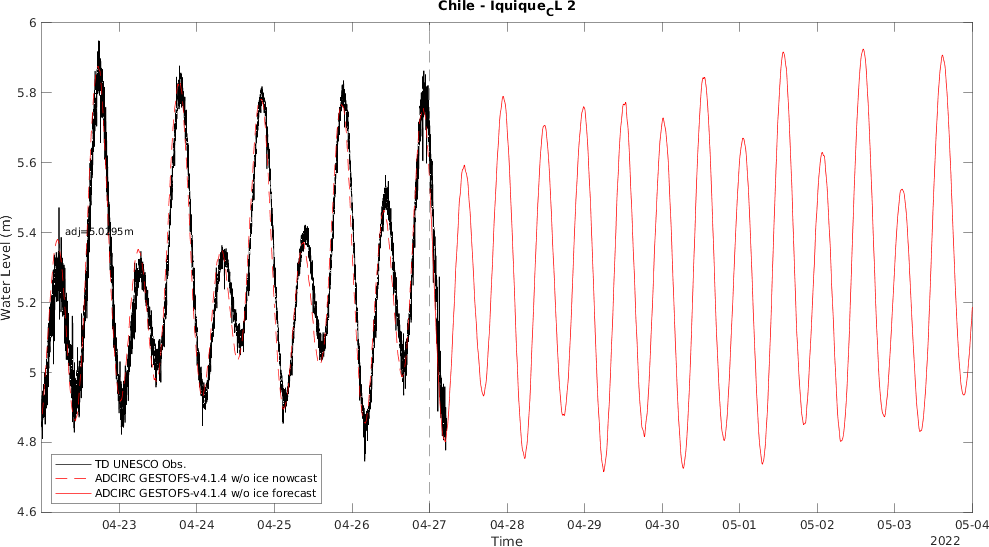 Chile - Iquique_CL 2
6
5.8
5.6
5.4
5.2
5
4.8
4.6
Water Level (m)
adj=5.0295m
TD UNESCO Obs.
ADCIRC GESTOFS-v4.1.4 w/o ice nowcast
ADCIRC GESTOFS-v4.1.4 w/o ice forecast
04-23 04-24 04-25 04-26 04-27 04-28 04-29 04-30 05-01 05-02 05-03 05-04
Time
2022